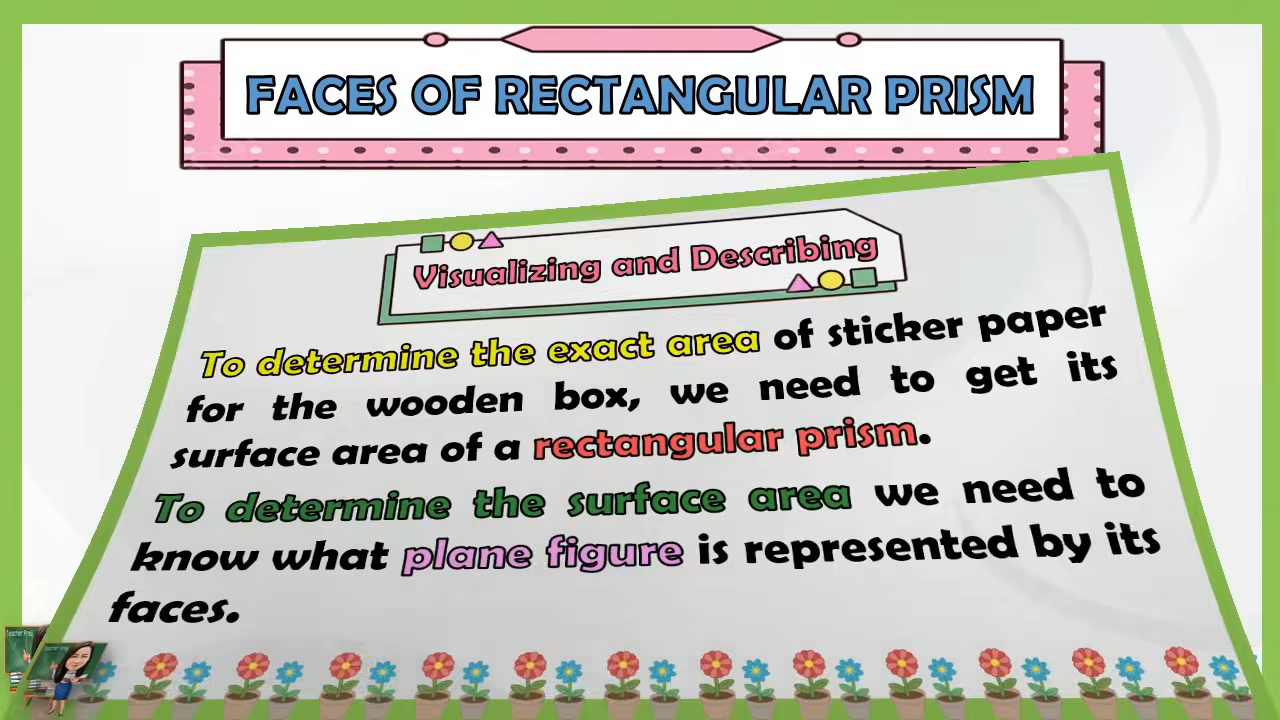 FACES OF RECTANGULAR PRISM
Visualizing and Describing
To determine the exact area of sticker paper
for the wooden box, we need to get its
surface area of a rectangular prism.
To determine the surface area we need to
know what plane figure is represented by its
faces.